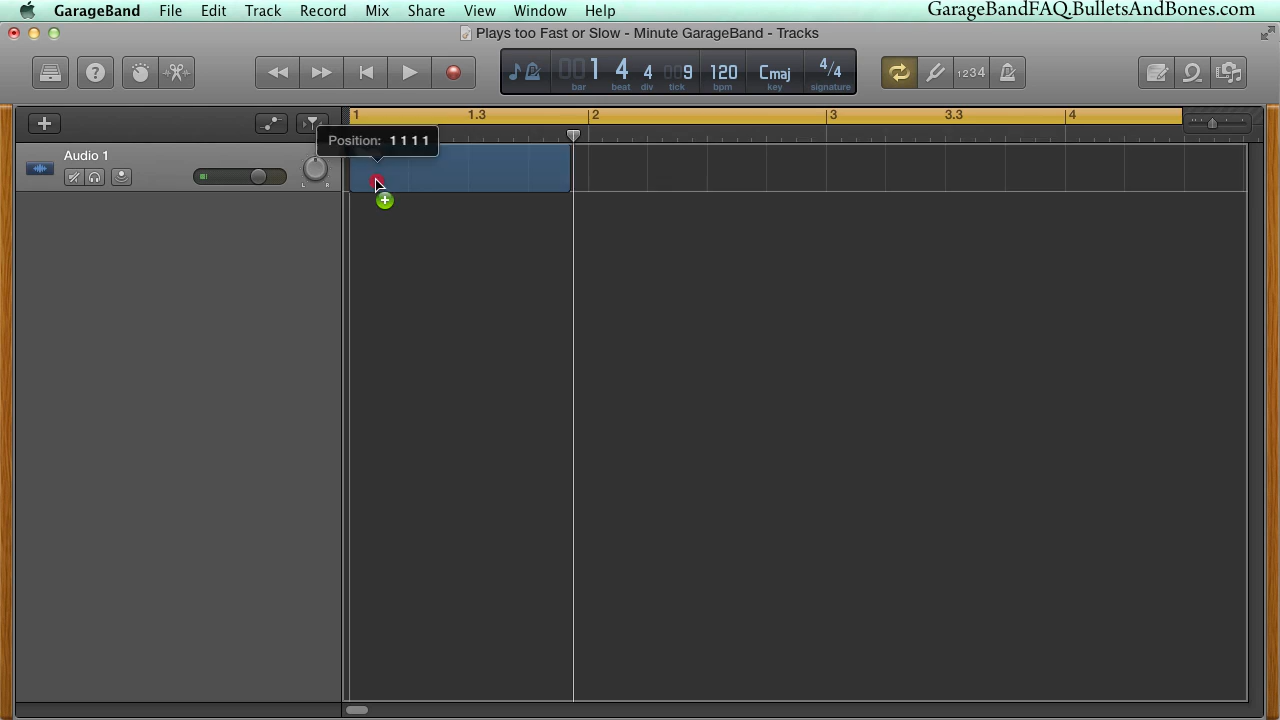 GarageBand File Edit Track Record Mix Share View Window Help GarageBandFAQ.BulletsAndBones.com
Plays too Fast or Slow - Minute GarageBand - Tracks
001 4 4 009 120 Cmaj 4/4 1234
bar beat div tick bpm key signature
1 1.3 2 3 3.3 4
Position: 1 1 1 1
Audio 1
L R